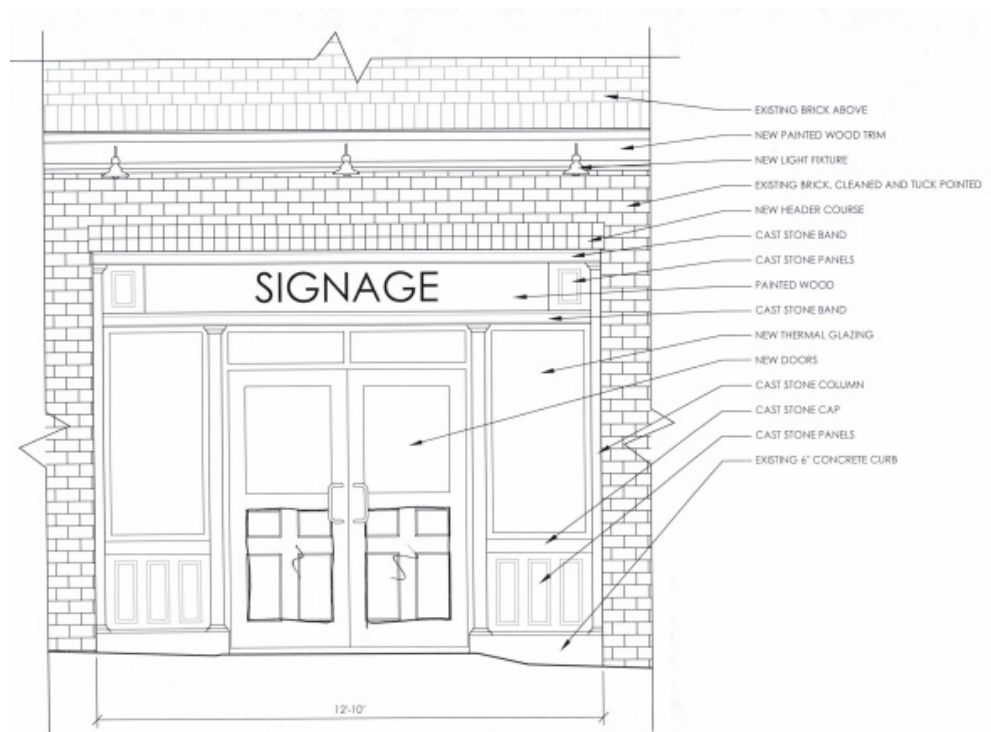 EXISTING BRICK ABOVE
NEW PAINTED WOOD TRIM
NEW LIGHT FIXTURE
EXISTING BRICK, CLEANED AND TUCK POINTED
NEW HEADER COURSE
CAST STONE BAND
CAST STONE PANELS
SIGNAGE
PAINTED WOOD
CAST STONE BAND
NEW THERMAL GLAZING
NEW DOORS
CAST STONE COLUMN
CAST STONE CAP
CAST STONE PANELS
EXISTING 6" CONCRETE CURB
12'-10"